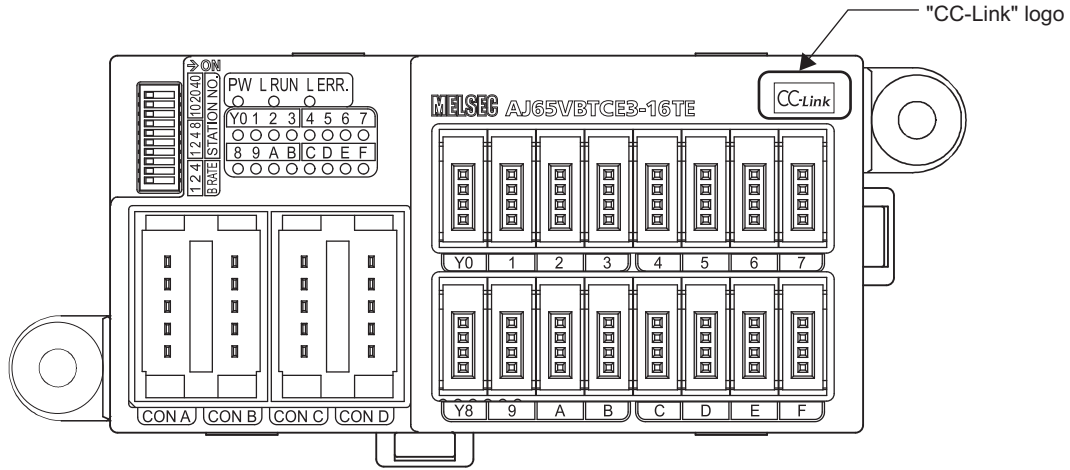 "CC-Link" logo
ON
1 2 4 1 2 4 8 10 20 40
B RATE STATION NO.
PW L RUN L ERR.
Y0 1 2 3 4 5 6 7
8 9 A B C D E F
MELSEC AJ65VBTCE3-16TE
CC-Link
Y0 1 2 3 4 5 6 7
CON A CON B CON C CON D
Y8 9 A B C D E F